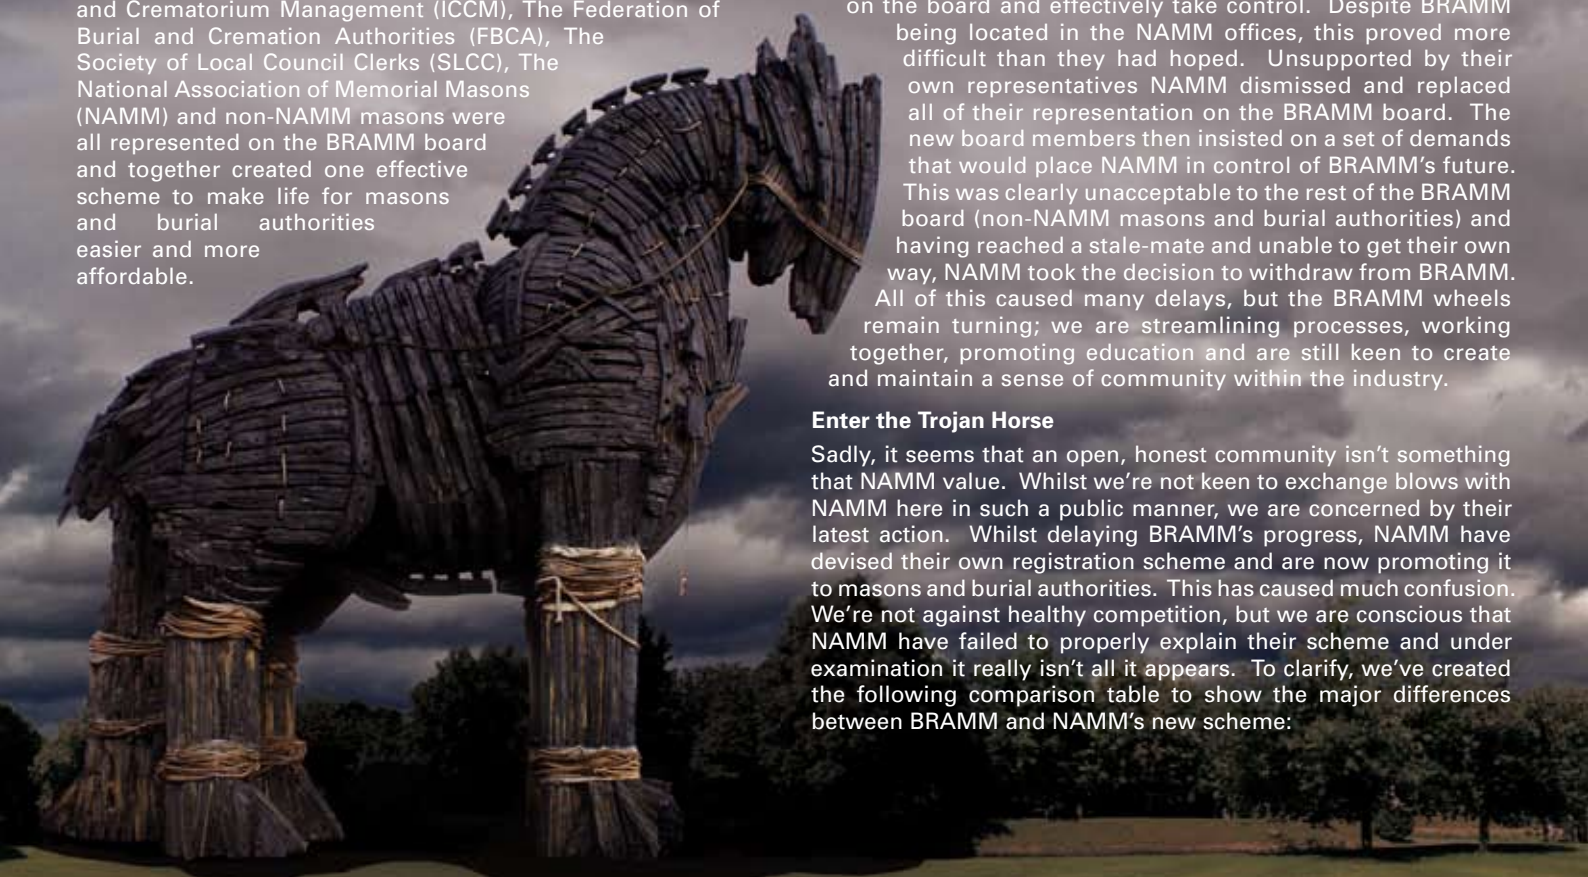 and Crematorium Management (ICCM), The Federation of
Burial and Cremation Authorities (FBCA), The
Society of Local Council Clerks (SLCC), The
National Association of Memorial Masons
(NAMM) and non-NAMM masons were
all represented on the BRAMM board
and together created one effective
scheme to make life for masons
and burial authorities
easier and more
affordable.
on the board and effectively take control. Despite BRAMM
being located in the NAMM offices, this proved more
difficult than they had hoped. Unsupported by their
own representatives NAMM dismissed and replaced
all of their representation on the BRAMM board. The
new board members then insisted on a set of demands
that would place NAMM in control of BRAMM's future.
This was clearly unacceptable to the rest of the BRAMM
board (non-NAMM masons and burial authorities) and
having reached a stale-mate and unable to get their own
way, NAMM took the decision to withdraw from BRAMM.
All of this caused many delays, but the BRAMM wheels
remain turning; we are streamlining processes, working
together, promoting education and are still keen to create
and maintain a sense of community within the industry.
Enter the Trojan Horse
Sadly, it seems that an open, honest community isn't something
that NAMM value. Whilst we're not keen to exchange blows with
NAMM here in such a public manner, we are concerned by their
latest action. Whilst delaying BRAMM's progress, NAMM have
devised their own registration scheme and are now promoting it
to masons and burial authorities. This has caused much confusion.
We're not against healthy competition, but we are conscious that
NAMM have failed to properly explain their scheme and under
examination it really isn't all it appears. To clarify, we've created
the following comparison table to show the major differences
between BRAMM and NAMM's new scheme: